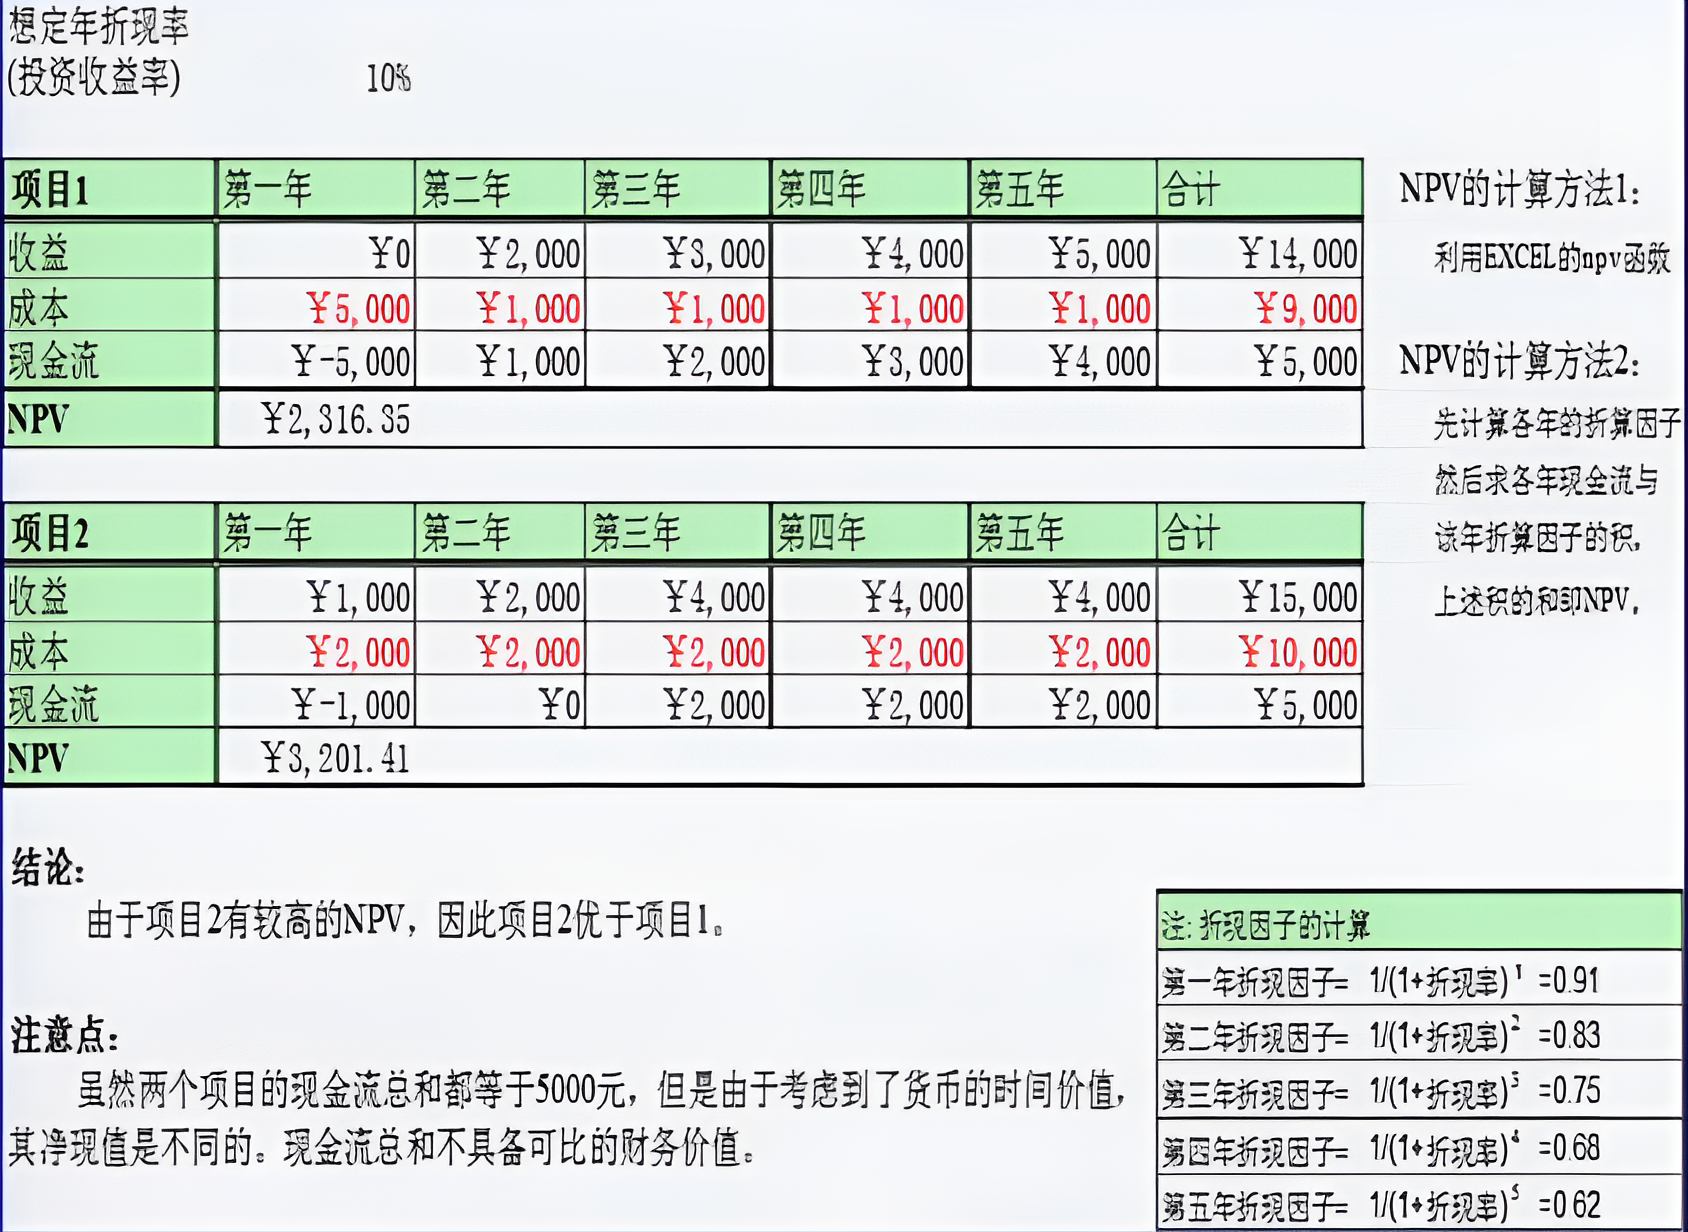 想定年折现率
(投资收益率) 10%
项目1 第一年 第二年 第三年 第四年 第五年 合计
收益 ¥0 ¥2,000 ¥3,000 ¥4,000 ¥5,000 ¥14,000
成本 ¥5,000 ¥1,000 ¥1,000 ¥1,000 ¥1,000 ¥9,000
现金流 ¥-5,000 ¥1,000 ¥2,000 ¥3,000 ¥4,000 ¥5,000
NPV ¥2,316.35
项目2 第一年 第二年 第三年 第四年 第五年 合计
收益 ¥1,000 ¥2,000 ¥4,000 ¥4,000 ¥4,000 ¥15,000
成本 ¥2,000 ¥2,000 ¥2,000 ¥2,000 ¥2,000 ¥10,000
现金流 ¥-1,000 ¥0 ¥2,000 ¥2,000 ¥2,000 ¥5,000
NPV ¥3,201.41
NPV的计算方法1:
利用EXCEL的npv函数
NPV的计算方法2:
先计算各年的折算因子
然后求各年现金流与
该年折算因子的积,
上述积的和即NPV,
结论:
由于项目2有较高的NPV，因此项目2优于项目1。
注意点:
虽然两个项目的现金流总和都等于5000元，但是由于考虑到了货币的时间价值，
其净现值是不同的。现金流总和不具备可比的财务价值。
注: 折现因子的计算
第一年折现因子= 1/(1+折现率)¹ =0.91
第二年折现因子= 1/(1+折现率)² =0.83
第三年折现因子= 1/(1+折现率)³ =0.75
第四年折现因子= 1/(1+折现率)⁴ =0.68
第五年折现因子= 1/(1+折现率)⁵ =0.62